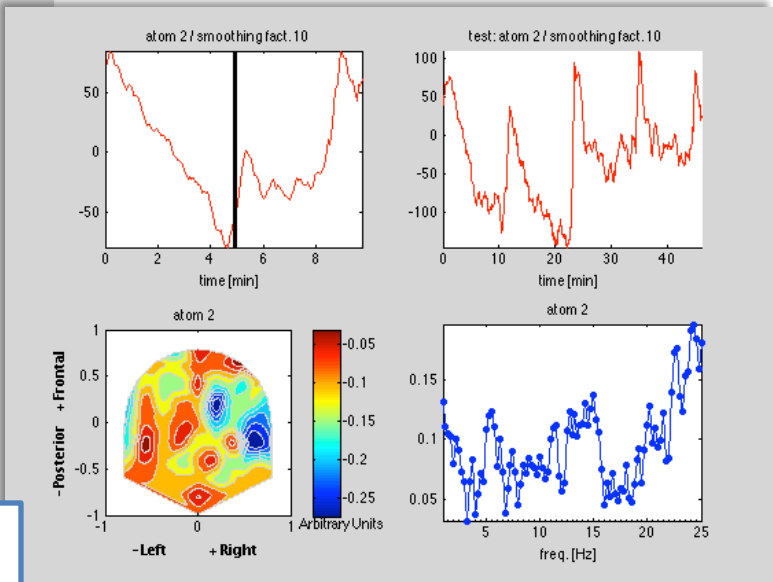 atom 2 / smoothing fact. 10
50
0
-50
0 2 4 6 8
time [min]
test: atom 2 / smoothing fact. 10
100
50
0
-50
-100
0 10 20 30 40
time [min]
atom 2
1
0.5
0
-0.5
-1
-1 0 1
-Posterior + Frontal
-Left + Right
-0.05
-0.1
-0.15
-0.2
-0.25
Arbitrary Units
atom 2
0.15
0.1
0.05
5 10 15 20 25
freq. [Hz]